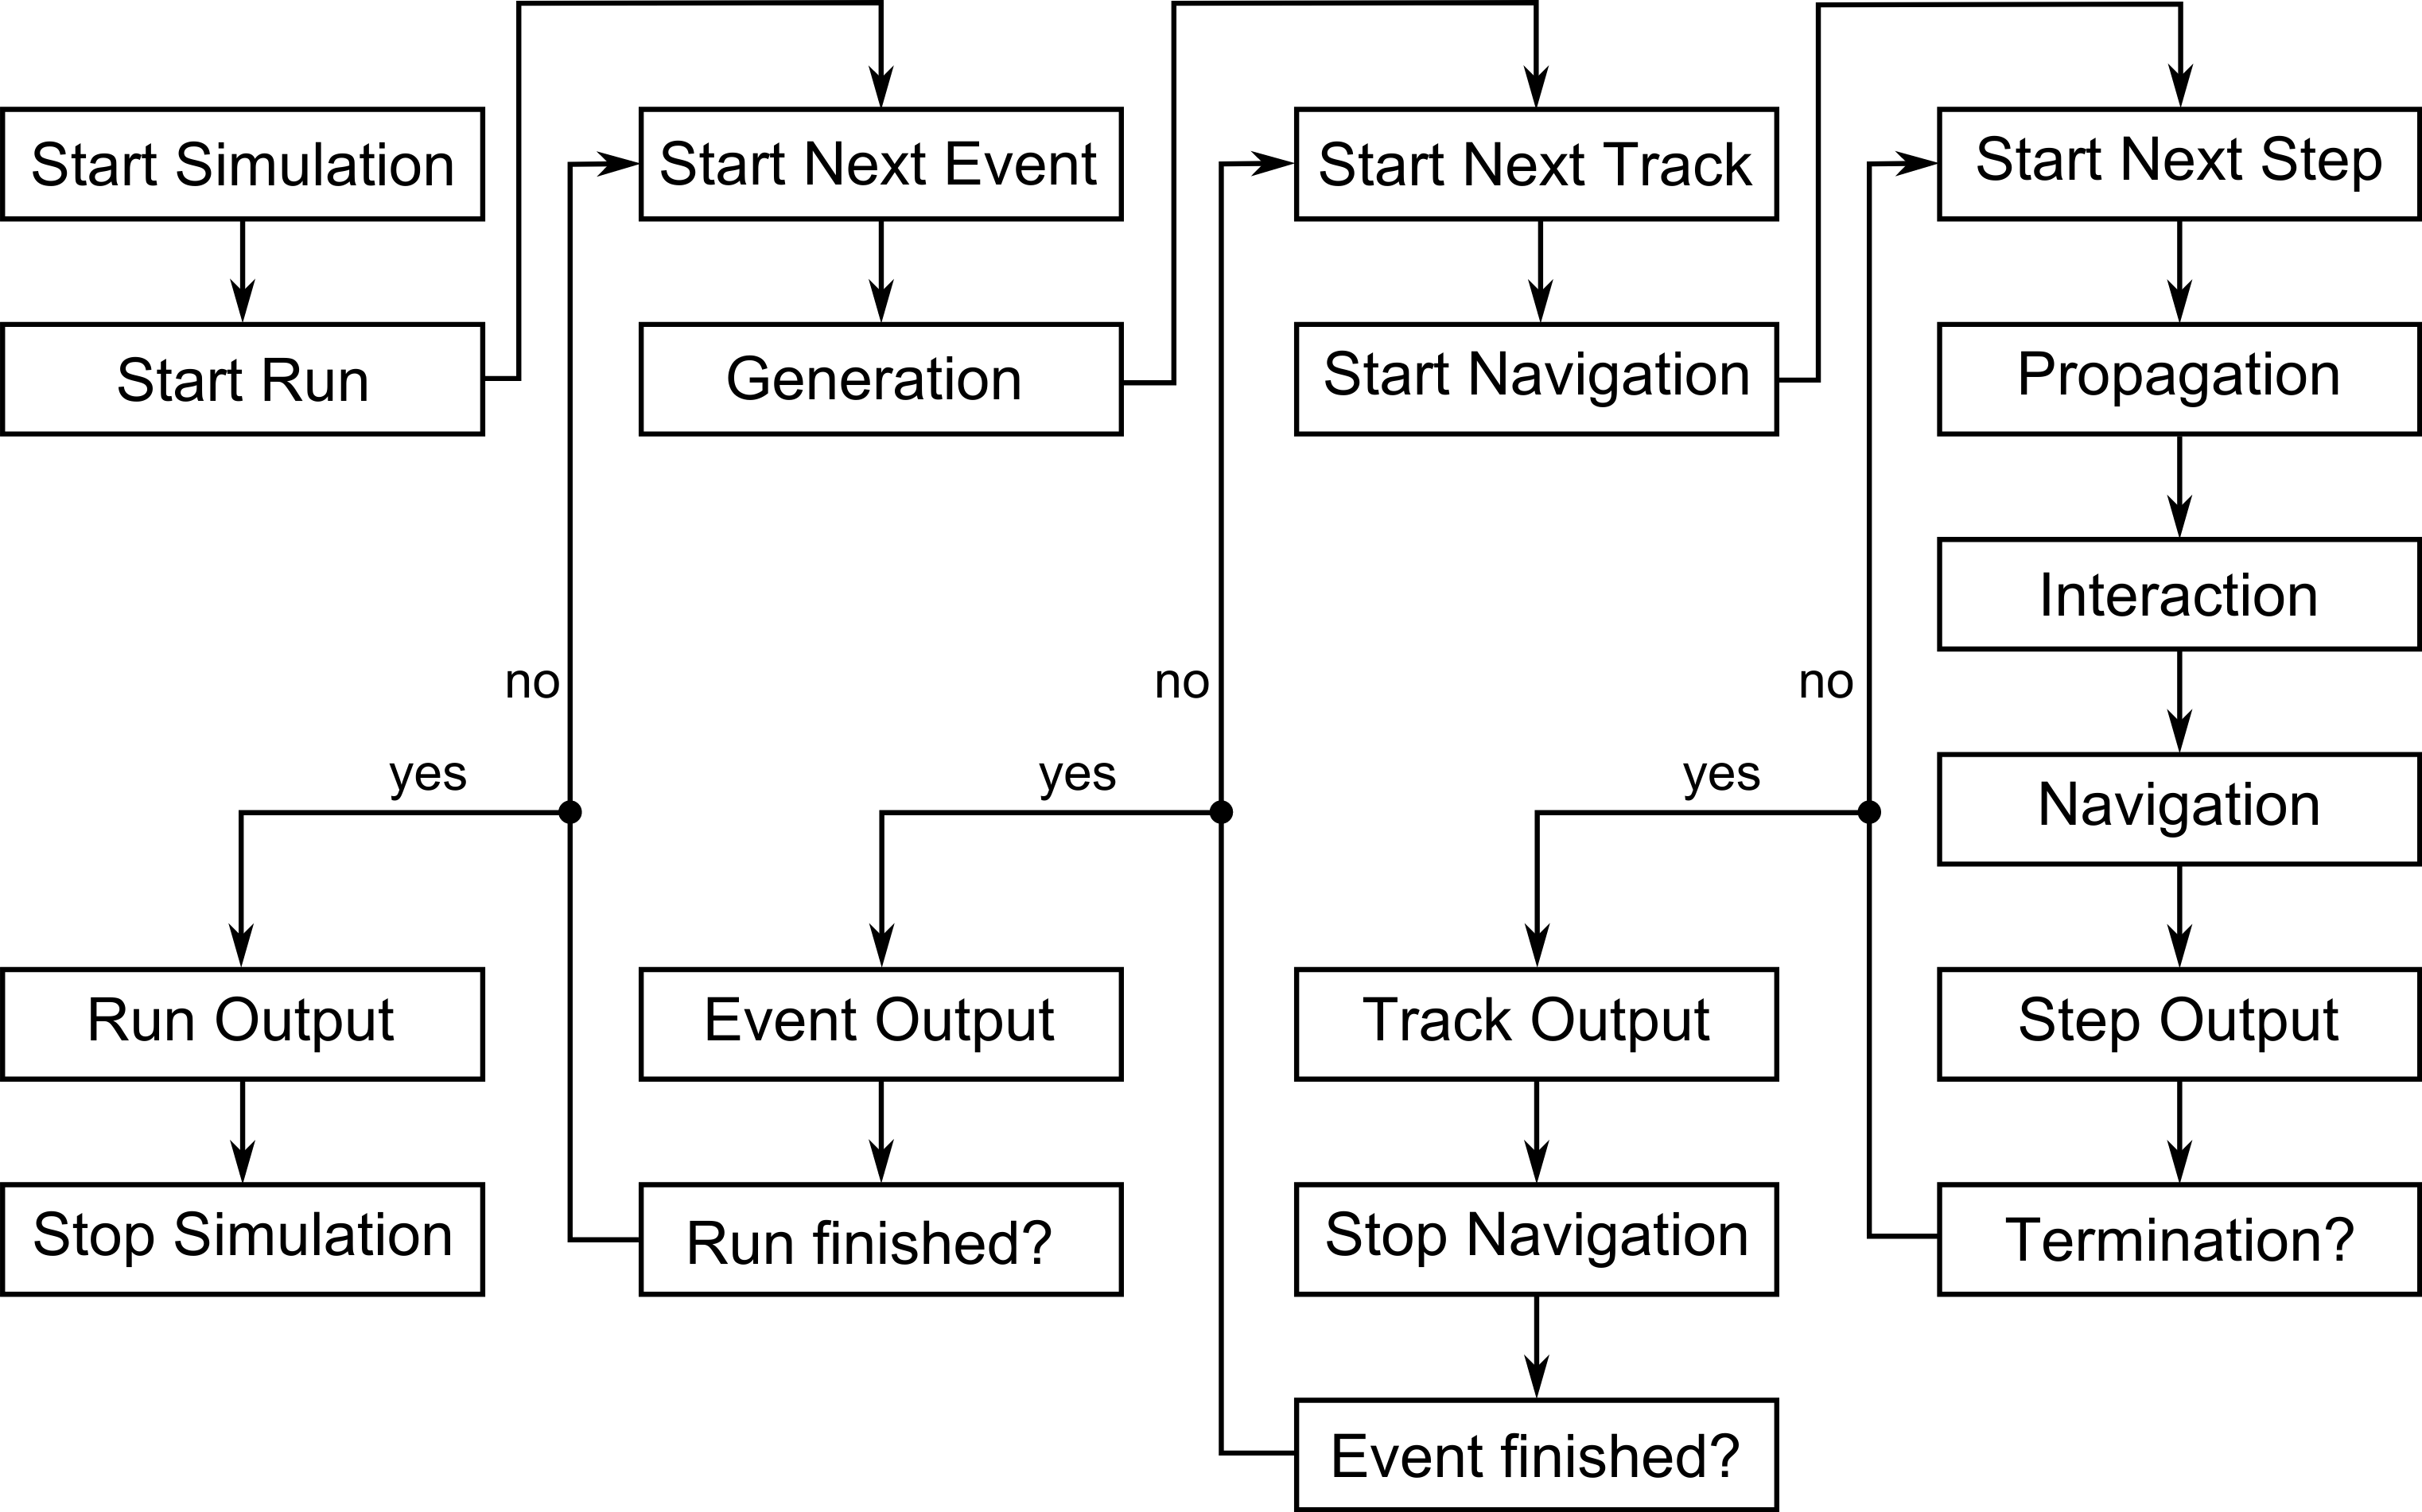 Start Simulation
Start Run
Start Next Event
Generation
Start Next Track
Start Navigation
Start Next Step
Propagation
Interaction
Navigation
Step Output
Termination?
no
yes
Track Output
Stop Navigation
Event finished?
no
yes
Event Output
Run finished?
no
yes
Run Output
Stop Simulation